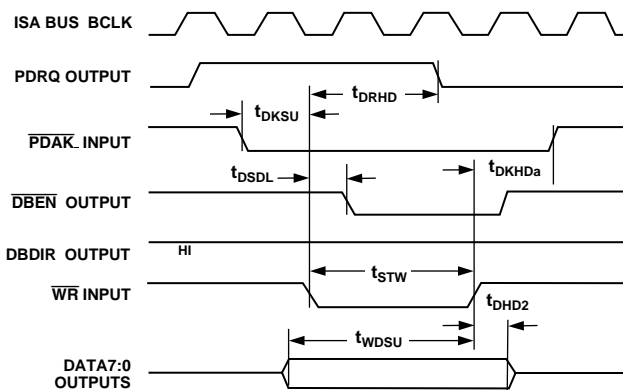 ISA BUS BCLK
PDRQ OUTPUT
tDRHD
tDKSU
PDAK INPUT
tDSDL
tDKHDa
DBEN OUTPUT
DBDIR OUTPUT
HI
tSTW
WR INPUT
tDHD2
tWDSU
DATA7:0
OUTPUTS